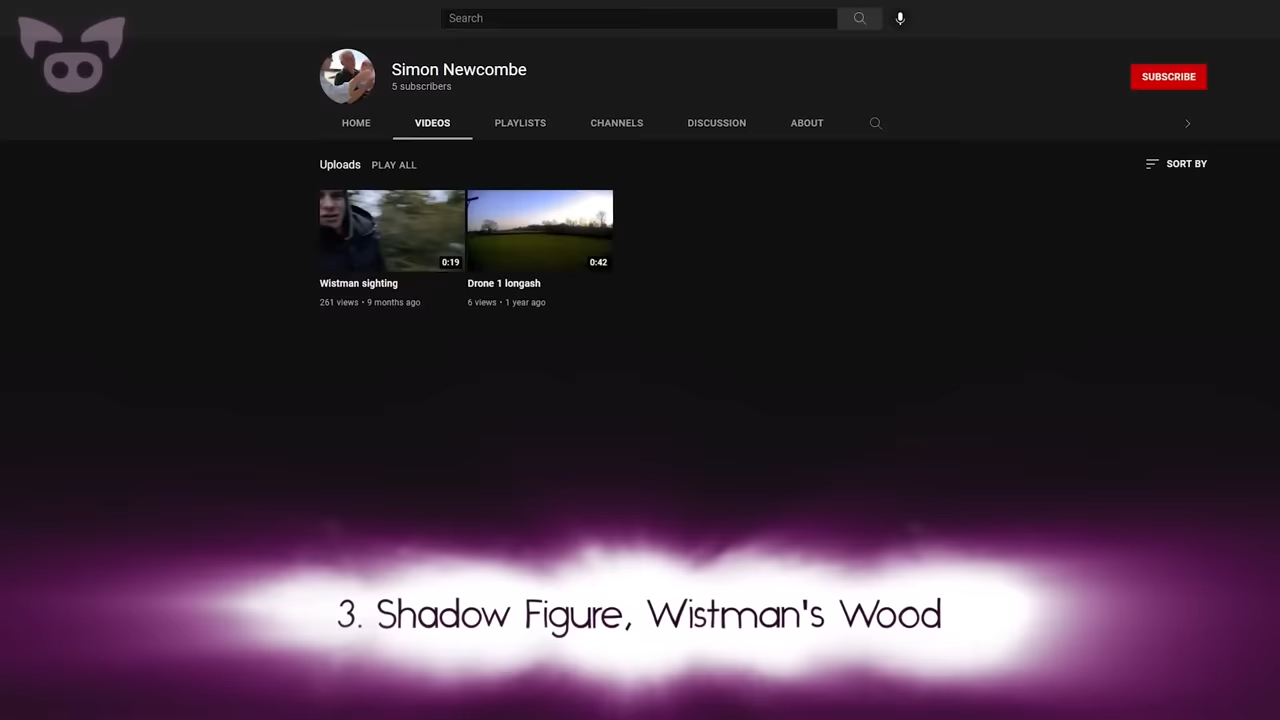 Search
Simon Newcombe
5 subscribers
SUBSCRIBE
HOME VIDEOS PLAYLISTS CHANNELS DISCUSSION ABOUT
Uploads PLAY ALL SORT BY
0:19 0:42
Wistman sighting Drone 1 longash
261 views • 9 months ago 6 views • 1 year ago
3. Shadow Figure, Wistman's Wood